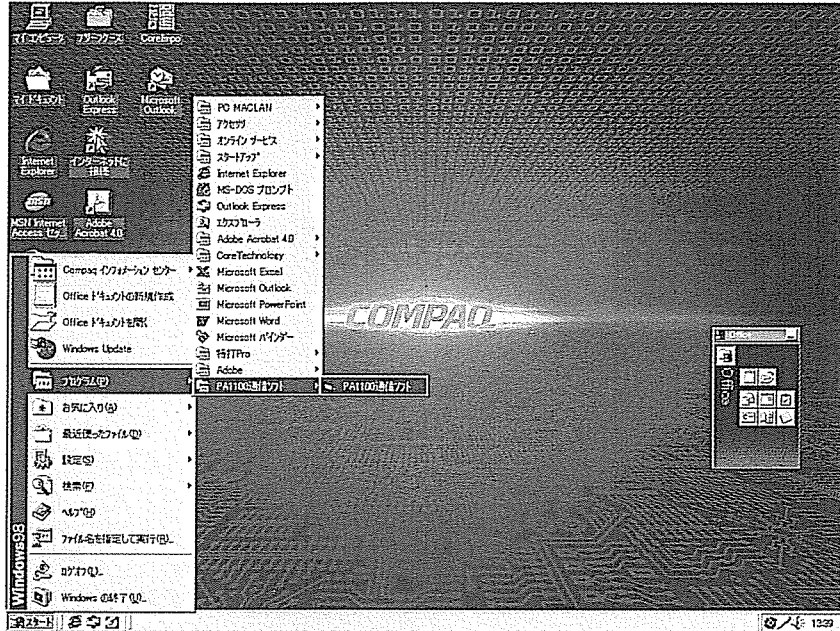 マイ コンピュータ
ブリーフケース
CoreExpo
マイ ドキュメント
Outlook Express
Microsoft Outlook
Internet Explorer
インターネットに接続
MSN Internet Access セッ...
Adobe Acrobat 4.0
PC MACLAN
アクセサリ
オンライン サービス
スタートアップ
Internet Explorer
MS-DOS プロンプト
Outlook Express
エクスプローラ
Adobe Acrobat 4.0
CoreTechnology
Microsoft Excel
Microsoft Outlook
Microsoft PowerPoint
Microsoft Word
Microsoft バインダー
Adobe
PA1100i通信ソフト
PA1100i通信ソフト
Compaq インフォメーション センター
Office ドキュメントの新規作成
Office ドキュメントを開く
Windows Update
プログラム(P)
お気に入り(A)
最近使ったファイル(D)
設定(S)
検索(F)
ヘルプ(H)
ファイル名を指定して実行(R)...
ログオフ(L)...
Windows の終了(U)...
Windows98
COMPAQ
Office
スタート
13:39